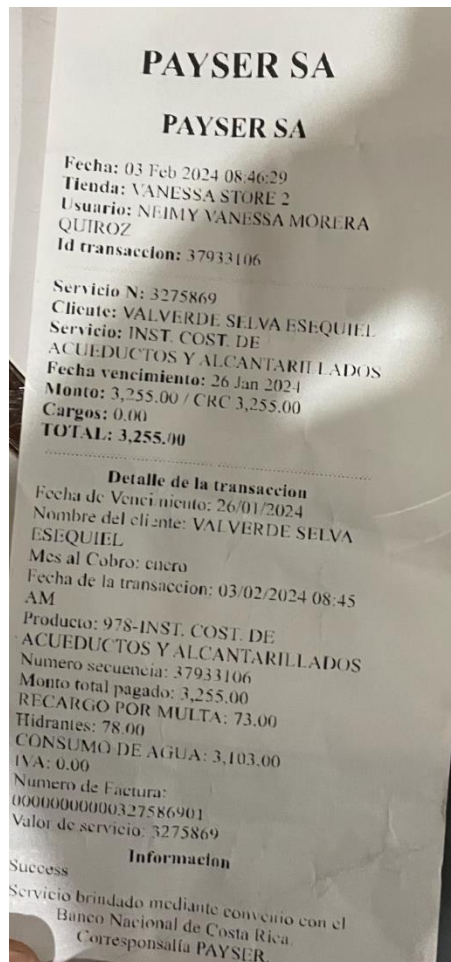 PAYSER SA
PAYSER SA
Fecha: 03 Feb 2024 08:46:29
Tienda: VANESSA STORE 2
Usuario: NEIMY VANESSA MORERA
QUIROZ
Id transaccion: 37933106
Servicio N: 3275869
Cliente: VALVERDE SELVA ESEQUIEL
Servicio: INST. COST. DE
ACUEDUCTOS Y ALCANTARILLADOS
Fecha vencimiento: 26 Jan 2024
Monto: 3,255.00 / CRC 3,255.00
Cargos: 0.00
TOTAL: 3,255.00
Detalle de la transaccion
Fecha de Vencimiento: 26/01/2024
Nombre del cliente: VALVERDE SELVA
ESEQUIEL
Mes al Cobro: enero
Fecha de la transaccion: 03/02/2024 08:45
AM
Producto: 978-INST. COST. DE
ACUEDUCTOS Y ALCANTARILLADOS
Numero secuencia: 37933106
Monto total pagado: 3,255.00
RECARGO POR MULTA: 73.00
Hidrantes: 78.00
CONSUMO DE AGUA: 3,103.00
IVA: 0.00
Numero de Factura:
00000000000327586901
Valor de servicio: 3275869
Informacion
Success
Servicio brindado mediante convenio con el
Banco Nacional de Costa Rica.
Corresponsalía PAYSER.